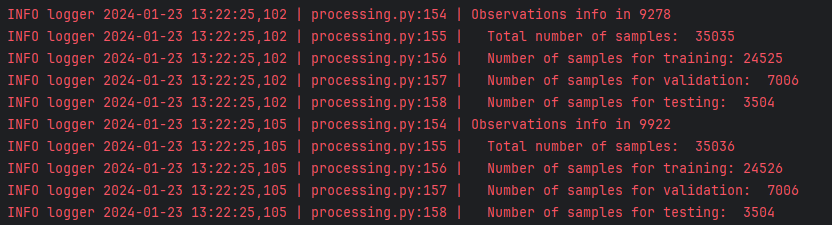 INFO logger 2024-01-23 13:22:25,102 | processing.py:154 | Observations info in 9278
INFO logger 2024-01-23 13:22:25,102 | processing.py:155 |   Total number of samples:  35035
INFO logger 2024-01-23 13:22:25,102 | processing.py:156 |   Number of samples for training: 24525
INFO logger 2024-01-23 13:22:25,102 | processing.py:157 |   Number of samples for validation:  7006
INFO logger 2024-01-23 13:22:25,102 | processing.py:158 |   Number of samples for testing:  3504
INFO logger 2024-01-23 13:22:25,105 | processing.py:154 | Observations info in 9922
INFO logger 2024-01-23 13:22:25,105 | processing.py:155 |   Total number of samples:  35036
INFO logger 2024-01-23 13:22:25,105 | processing.py:156 |   Number of samples for training: 24526
INFO logger 2024-01-23 13:22:25,105 | processing.py:157 |   Number of samples for validation:  7006
INFO logger 2024-01-23 13:22:25,105 | processing.py:158 |   Number of samples for testing:  3504